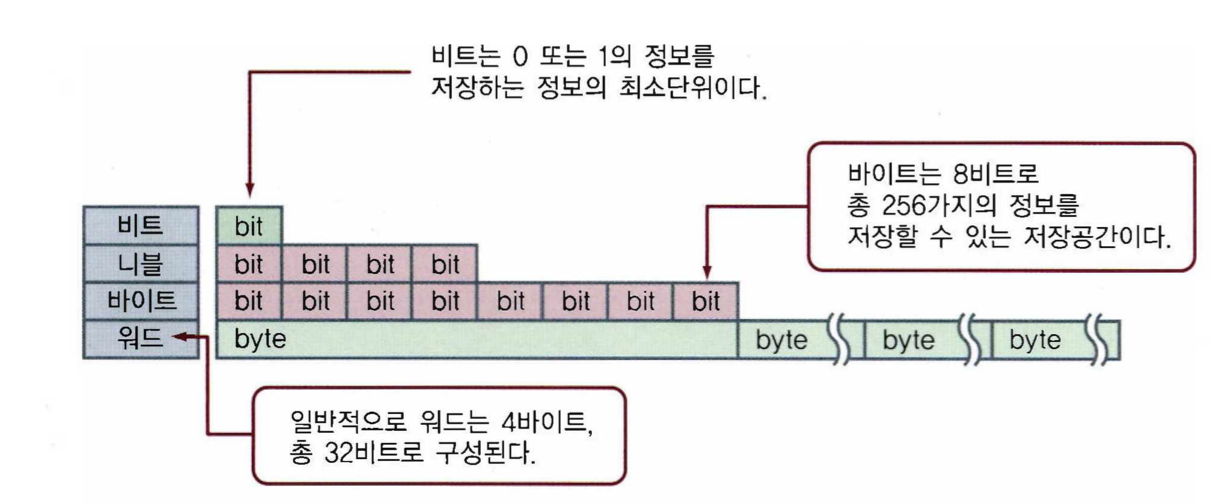 비트는 0 또는 1의 정보를
저장하는 정보의 최소단위이다.
바이트는 8비트로
총 256가지의 정보를
저장할 수 있는 저장공간이다.
비트 bit
니블 bit bit bit bit
바이트 bit bit bit bit bit bit bit bit
워드 byte byte byte byte
일반적으로 워드는 4바이트,
총 32비트로 구성된다.